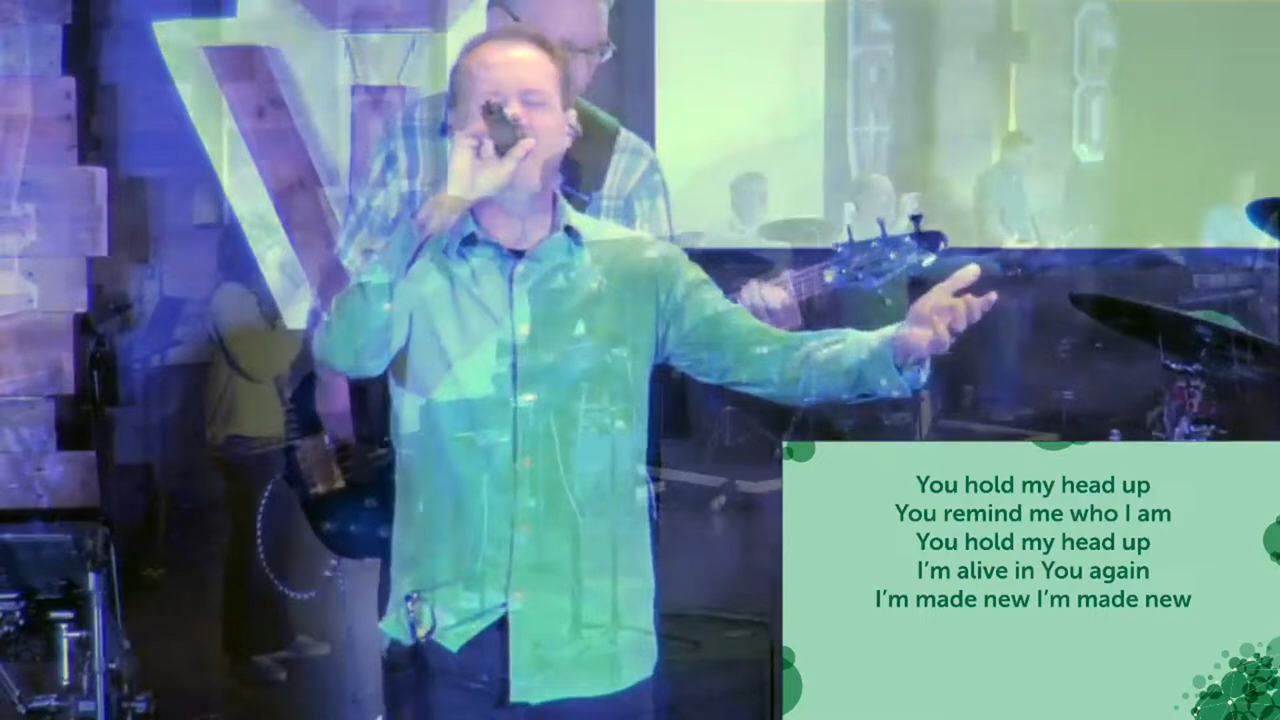 You hold my head up
You remind me who I am
You hold my head up
I'm alive in You again
I'm made new I'm made new